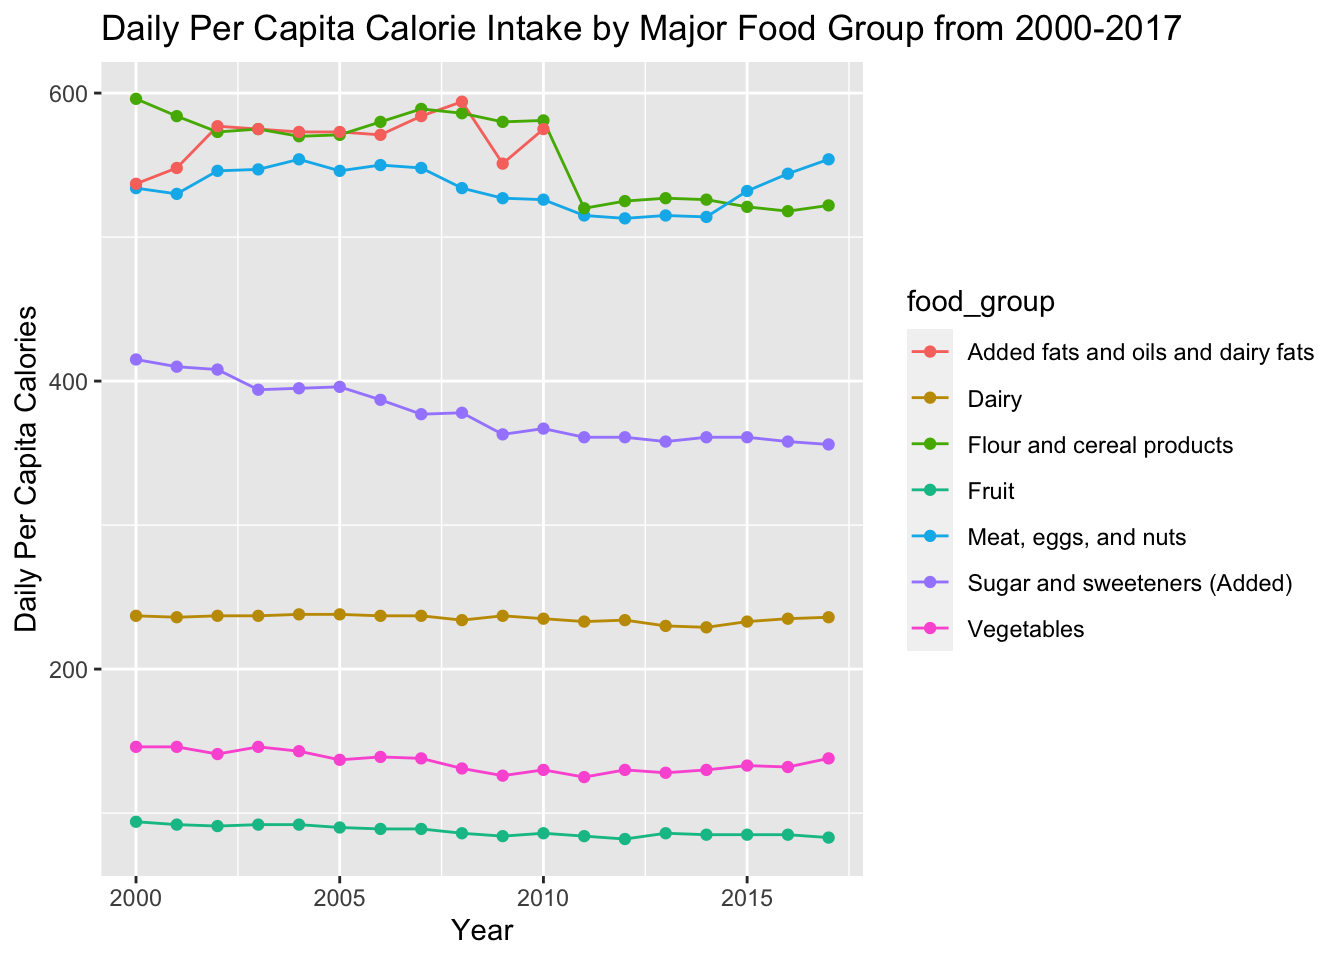 Daily Per Capita Calorie Intake by Major Food Group from 2000-2017
600
400
200
Daily Per Capita Calories
2000 2005 2010 2015
Year
food_group
Added fats and oils and dairy fats
Dairy
Flour and cereal products
Fruit
Meat, eggs, and nuts
Sugar and sweeteners (Added)
Vegetables